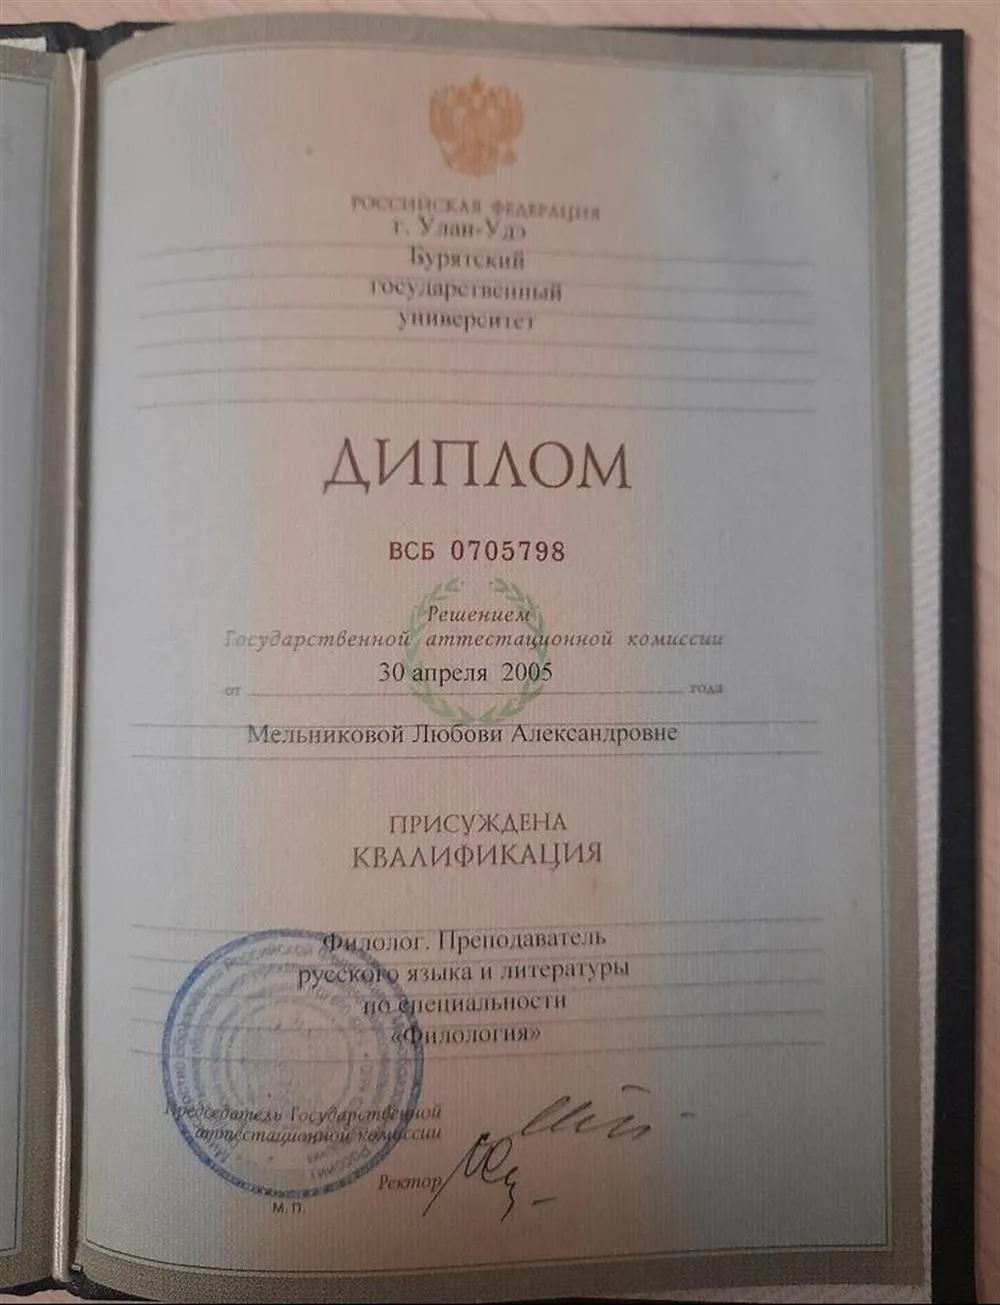 РОССИЙСКАЯ ФЕДЕРАЦИЯ
г. Улан-Удэ
Бурятский
государственный
университет
ДИПЛОМ
ВСБ 0705798
Решением
Государственной аттестационной комиссии
30 апреля 2005
от года
Мельниковой Любови Александровне
ПРИСУЖДЕНА
КВАЛИФИКАЦИЯ
Филолог. Преподаватель
русского языка и литературы
по специальности
«Филология»
Председатель Государственной
аттестационной комиссии
Ректор
М.П.